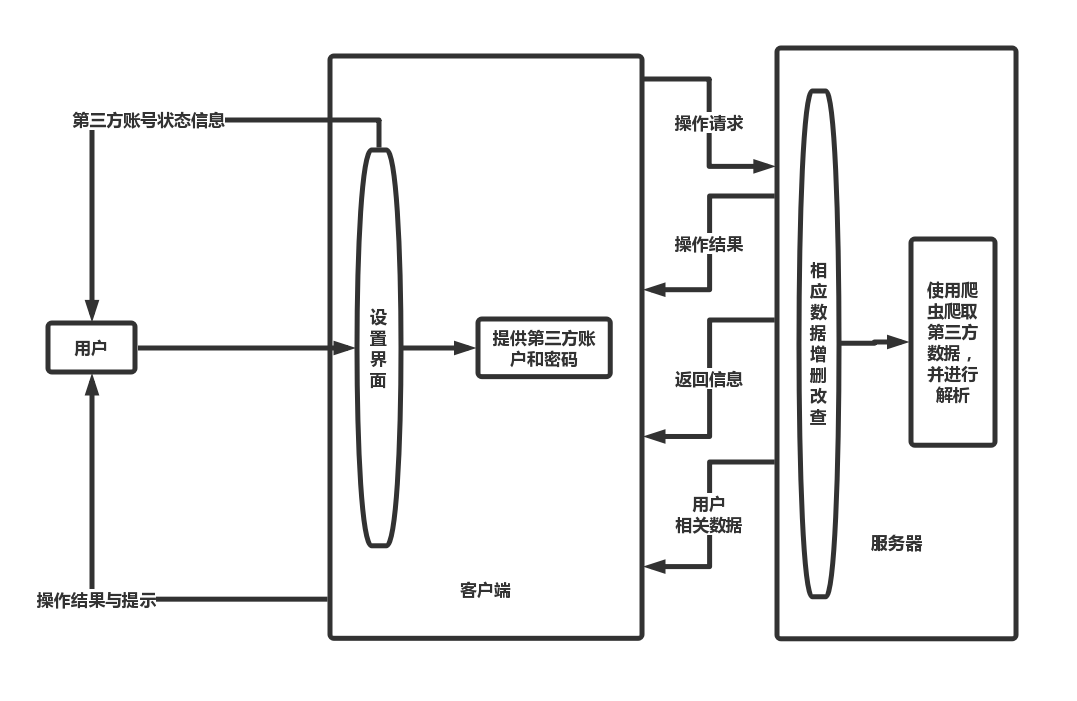 第三方账号状态信息
用户
操作结果与提示
设
置
界
面
提供第三方账
户和密码
客户端
操作请求
操作结果
返回信息
用户
相关数据
相
应
数
据
增
删
改
查
使用爬
虫爬取
第三方
数据，
并进行
解析
服务器